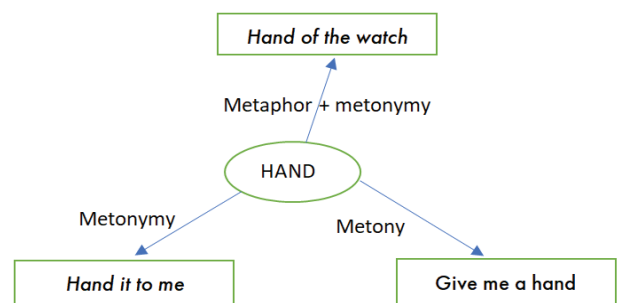 Hand of the watch
Metaphor + metonymy
HAND
Metonymy
Metony
Hand it to me
Give me a hand